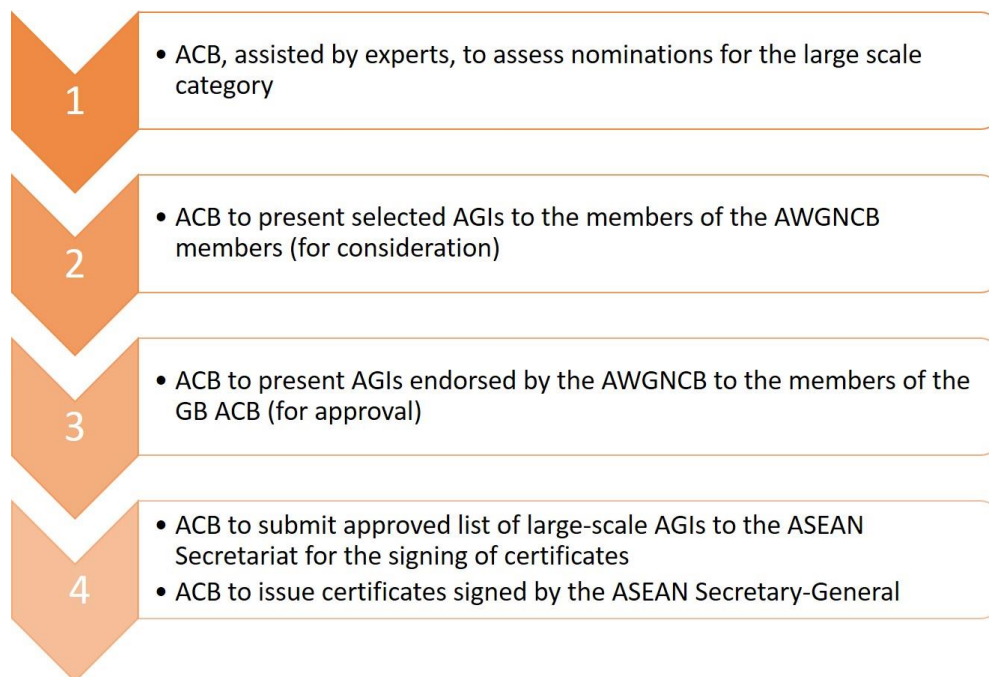 1
• ACB, assisted by experts, to assess nominations for the large scale
category
2
• ACB to present selected AGIs to the members of the AWGNCB
members (for consideration)
3
• ACB to present AGIs endorsed by the AWGNCB to the members of the
GB ACB (for approval)
4
• ACB to submit approved list of large-scale AGIs to the ASEAN
Secretariat for the signing of certificates
• ACB to issue certificates signed by the ASEAN Secretary-General